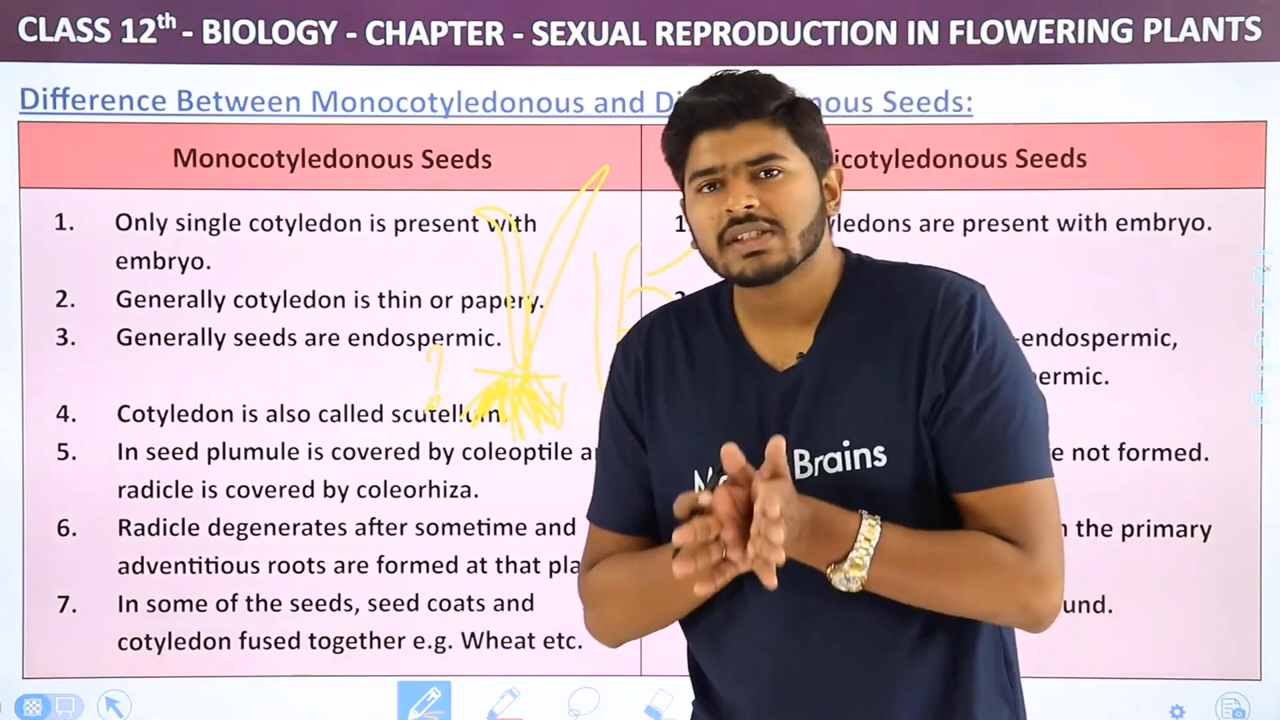 CLASS 12th - BIOLOGY - CHAPTER - SEXUAL REPRODUCTION IN FLOWERING PLANTS
Difference Between Monocotyledonous and Di nous Seeds:
Monocotyledonous Seeds
icotyledonous Seeds
1. Only single cotyledon is present with
embryo.
2. Generally cotyledon is thin or papery.
3. Generally seeds are endospermic.
4. Cotyledon is also called scutellum.
5. In seed plumule is covered by coleoptile a
radicle is covered by coleorhiza.
6. Radicle degenerates after sometime and
adventitious roots are formed at that pla
7. In some of the seeds, seed coats and
cotyledon fused together e.g. Wheat etc.
1 yledons are present with embryo.
-endospermic,
ermic.
e not formed.
the primary
und.
?
Brains